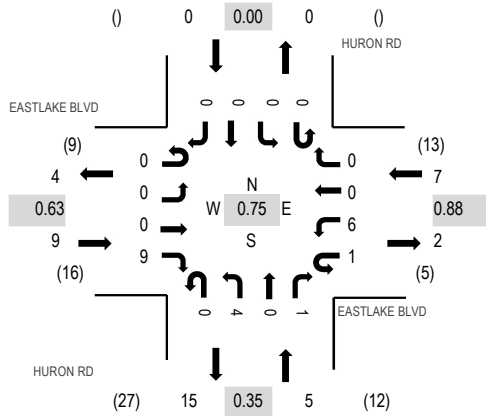 () 0 0.00 0 ()
HURON RD
EASTLAKE BLVD
0 0 0 0
(9) (13)
4 0 0 7
N
0 0
0.63 W 0.75 E 0.88
0 6
S
9 9 1 2
(16) (5)
0 4 0 1
EASTLAKE BLVD
HURON RD
(27) 15 0.35 5 (12)